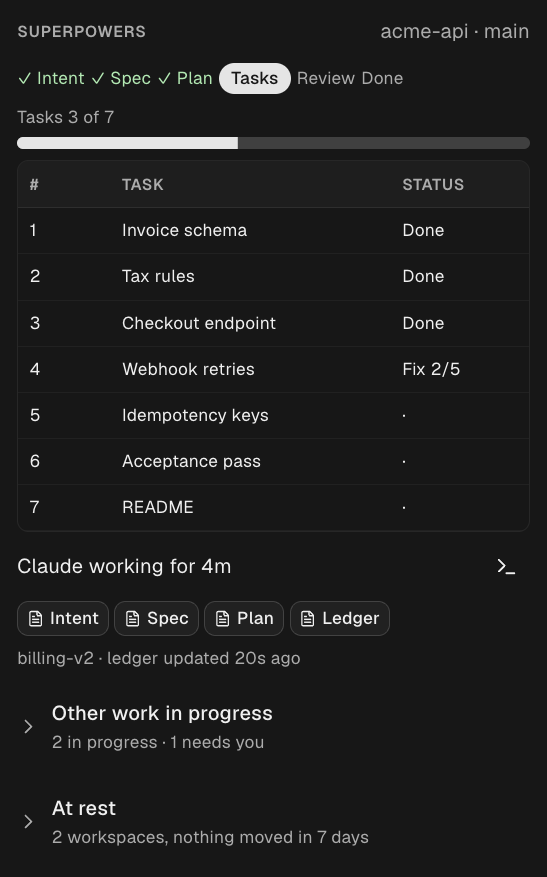 SUPERPOWERS acme-api · main
✓ Intent ✓ Spec ✓ Plan Tasks Review Done
Tasks 3 of 7
# TASK STATUS
1 Invoice schema Done
2 Tax rules Done
3 Checkout endpoint Done
4 Webhook retries Fix 2/5
5 Idempotency keys ·
6 Acceptance pass ·
7 README ·
Claude working for 4m
Intent Spec Plan Ledger
billing-v2 · ledger updated 20s ago
Other work in progress
2 in progress · 1 needs you
At rest
2 workspaces, nothing moved in 7 days